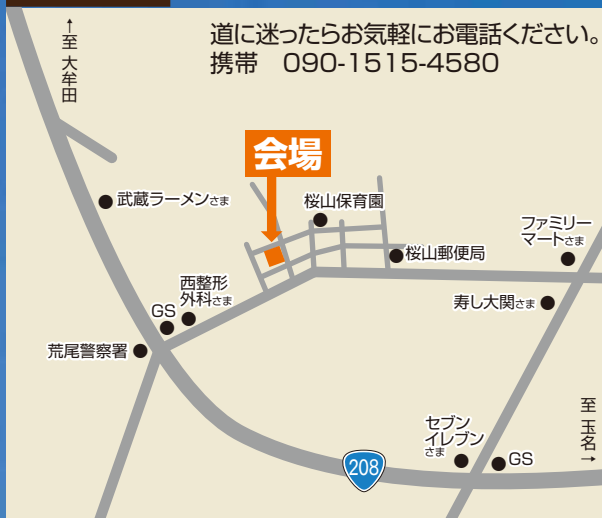 道に迷ったらお気軽にお電話ください。
携帯 090-1515-4580
↑至 大牟田
会場
武蔵ラーメンさま
桜山保育園
ファミリー
マートさま
桜山郵便局
西整形
外科さま
GS
寿し大関さま
荒尾警察署
至 玉名→
セブン
イレブン
さま
GS
208